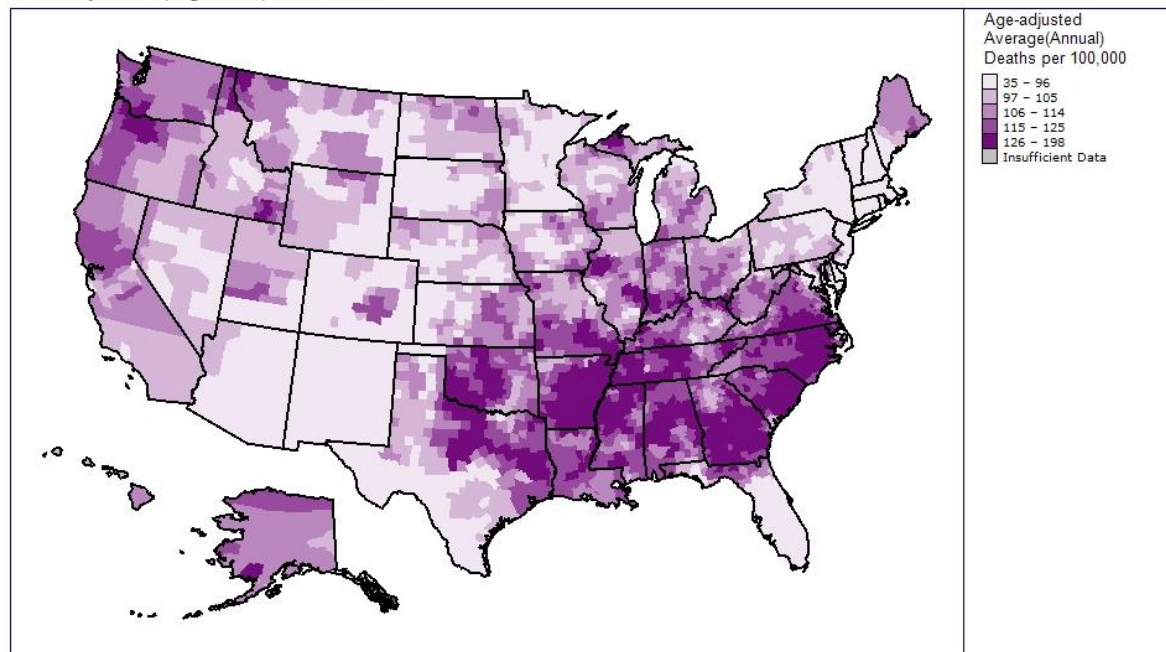 Age-adjusted
Average(Annual)
Deaths per 100,000
35 - 96
97 - 105
106 - 114
115 - 125
126 - 198
Insufficient Data